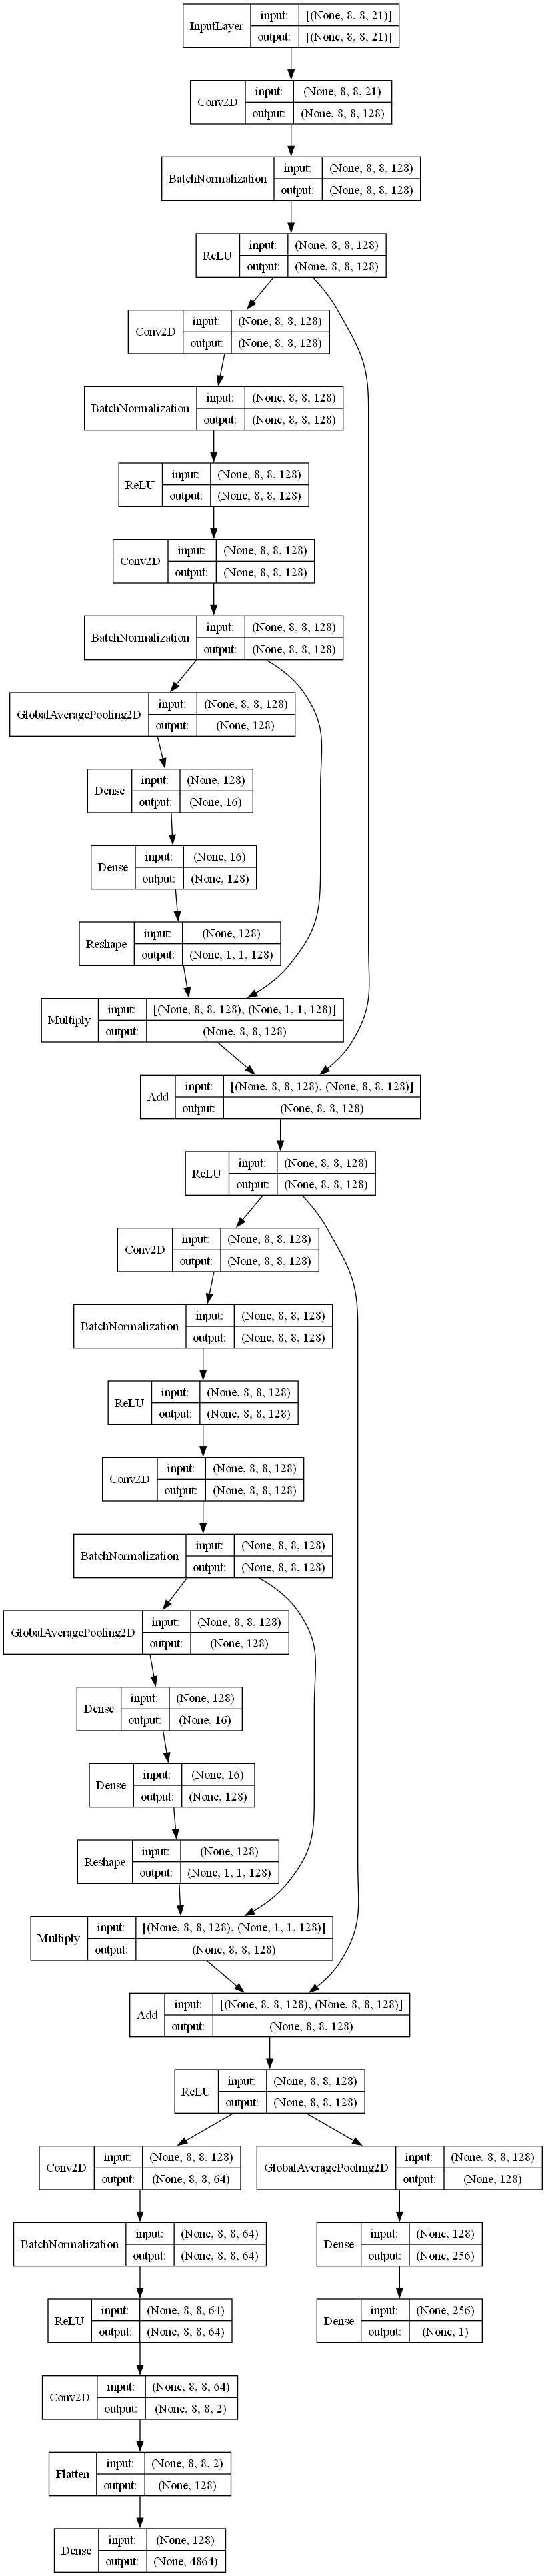 InputLayer
input: [(None, 8, 8, 21)]
output: [(None, 8, 8, 21)]
Conv2D
input: (None, 8, 8, 21)
output: (None, 8, 8, 128)
BatchNormalization
input: (None, 8, 8, 128)
output: (None, 8, 8, 128)
ReLU
input: (None, 8, 8, 128)
output: (None, 8, 8, 128)
Conv2D
input: (None, 8, 8, 128)
output: (None, 8, 8, 128)
BatchNormalization
input: (None, 8, 8, 128)
output: (None, 8, 8, 128)
ReLU
input: (None, 8, 8, 128)
output: (None, 8, 8, 128)
Conv2D
input: (None, 8, 8, 128)
output: (None, 8, 8, 128)
BatchNormalization
input: (None, 8, 8, 128)
output: (None, 8, 8, 128)
GlobalAveragePooling2D
input: (None, 8, 8, 128)
output: (None, 128)
Dense
input: (None, 128)
output: (None, 16)
Dense
input: (None, 16)
output: (None, 128)
Reshape
input: (None, 128)
output: (None, 1, 1, 128)
Multiply
input: [(None, 8, 8, 128), (None, 1, 1, 128)]
output: (None, 8, 8, 128)
Add
input: [(None, 8, 8, 128), (None, 8, 8, 128)]
output: (None, 8, 8, 128)
ReLU
input: (None, 8, 8, 128)
output: (None, 8, 8, 128)
Conv2D
input: (None, 8, 8, 128)
output: (None, 8, 8, 128)
BatchNormalization
input: (None, 8, 8, 128)
output: (None, 8, 8, 128)
ReLU
input: (None, 8, 8, 128)
output: (None, 8, 8, 128)
Conv2D
input: (None, 8, 8, 128)
output: (None, 8, 8, 128)
BatchNormalization
input: (None, 8, 8, 128)
output: (None, 8, 8, 128)
GlobalAveragePooling2D
input: (None, 8, 8, 128)
output: (None, 128)
Dense
input: (None, 128)
output: (None, 16)
Dense
input: (None, 16)
output: (None, 128)
Reshape
input: (None, 128)
output: (None, 1, 1, 128)
Multiply
input: [(None, 8, 8, 128), (None, 1, 1, 128)]
output: (None, 8, 8, 128)
Add
input: [(None, 8, 8, 128), (None, 8, 8, 128)]
output: (None, 8, 8, 128)
ReLU
input: (None, 8, 8, 128)
output: (None, 8, 8, 128)
Conv2D
input: (None, 8, 8, 128)
output: (None, 8, 8, 64)
GlobalAveragePooling2D
input: (None, 8, 8, 128)
output: (None, 128)
BatchNormalization
input: (None, 8, 8, 64)
output: (None, 8, 8, 64)
Dense
input: (None, 128)
output: (None, 256)
ReLU
input: (None, 8, 8, 64)
output: (None, 8, 8, 64)
Dense
input: (None, 256)
output: (None, 1)
Conv2D
input: (None, 8, 8, 64)
output: (None, 8, 8, 2)
Flatten
input: (None, 8, 8, 2)
output: (None, 128)
Dense
input: (None, 128)
output: (None, 4864)